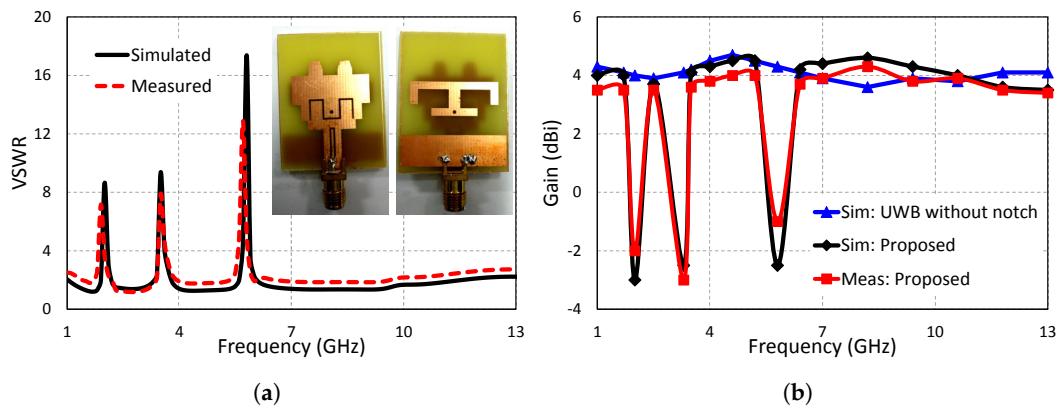 20
16
12
8
4
0
VSWR
Simulated
Measured
1
4
7
10
13
Frequency (GHz)
(a)
6
4
2
0
-2
-4
Gain (dBi)
Sim: UWB without notch
Sim: Proposed
Meas: Proposed
1
4
7
10
13
Frequency (GHz)
(b)